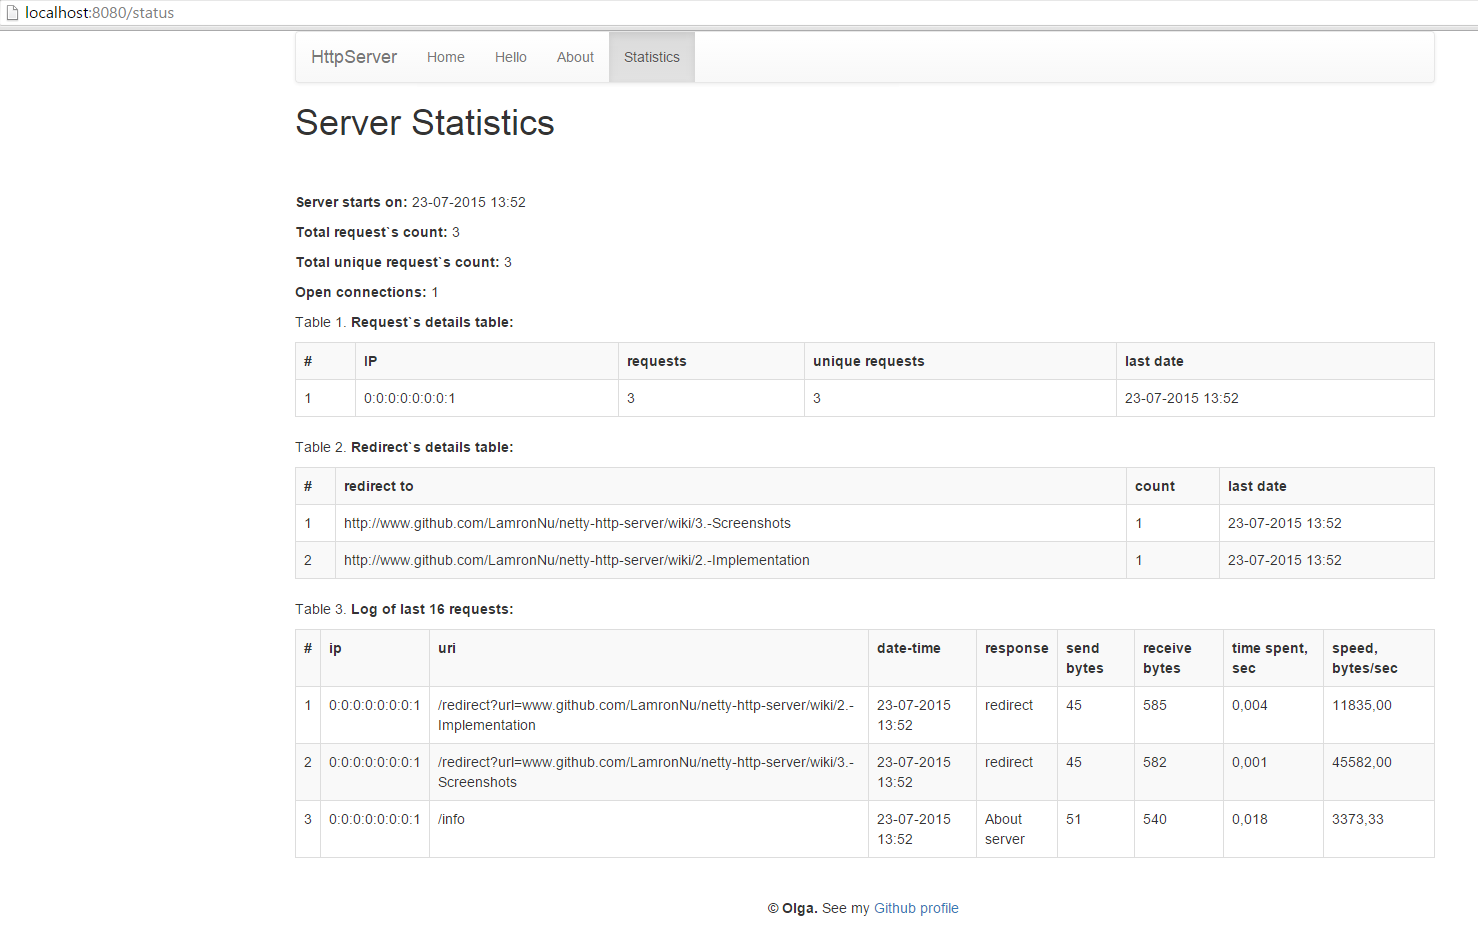 localhost:8080/status
HttpServer Home Hello About Statistics
Server Statistics
Server starts on: 23-07-2015 13:52
Total request`s count: 3
Total unique request`s count: 3
Open connections: 1
Table 1. Request`s details table:
# IP requests unique requests last date
1 0:0:0:0:0:0:0:1 3 3 23-07-2015 13:52
Table 2. Redirect`s details table:
# redirect to count last date
1 http://www.github.com/LamronNu/netty-http-server/wiki/3.-Screenshots 1 23-07-2015 13:52
2 http://www.github.com/LamronNu/netty-http-server/wiki/2.-Implementation 1 23-07-2015 13:52
Table 3. Log of last 16 requests:
# ip uri date-time response send receive time spent, speed,
bytes bytes sec bytes/sec
1 0:0:0:0:0:0:0:1 /redirect?url=www.github.com/LamronNu/netty-http-server/wiki/2.- 23-07-2015 redirect 45 585 0,004 11835,00
Implementation 13:52
2 0:0:0:0:0:0:0:1 /redirect?url=www.github.com/LamronNu/netty-http-server/wiki/3.- 23-07-2015 redirect 45 582 0,001 45582,00
Screenshots 13:52
3 0:0:0:0:0:0:0:1 /info 23-07-2015 About 51 540 0,018 3373,33
13:52 server
© Olga. See my Github profile